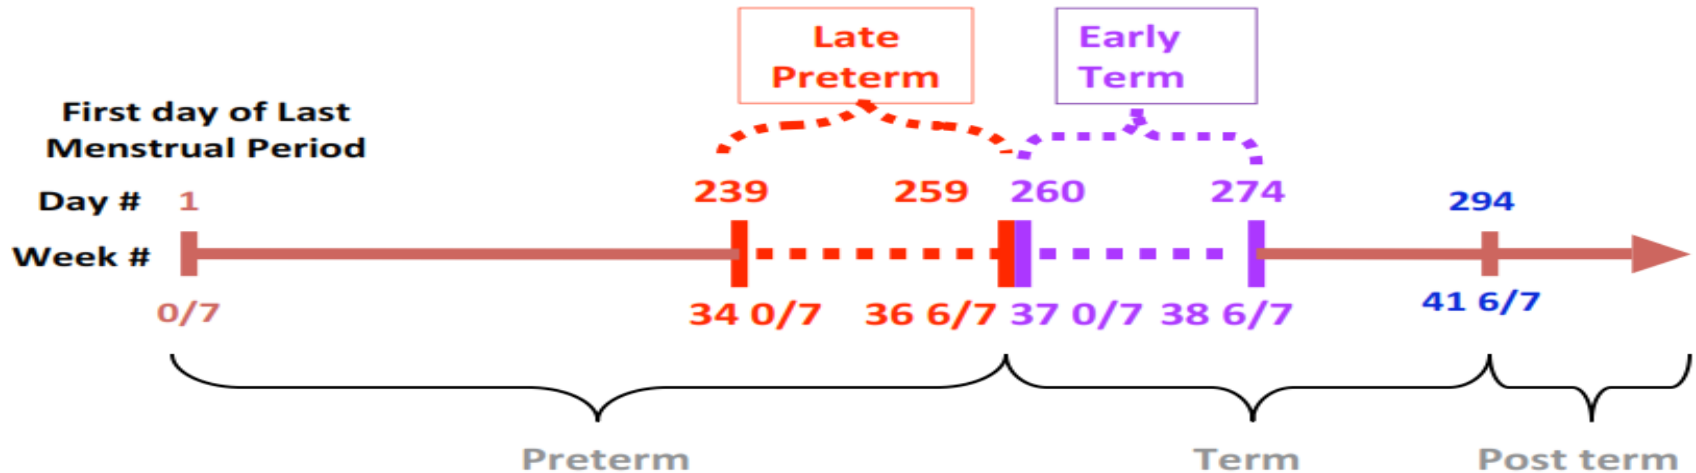 Late
Preterm
Early
Term
First day of Last
Menstrual Period
Day # 1 239 259 260 274 294
Week #
0/7 34 0/7 36 6/7 37 0/7 38 6/7 41 6/7
Preterm Term Post term